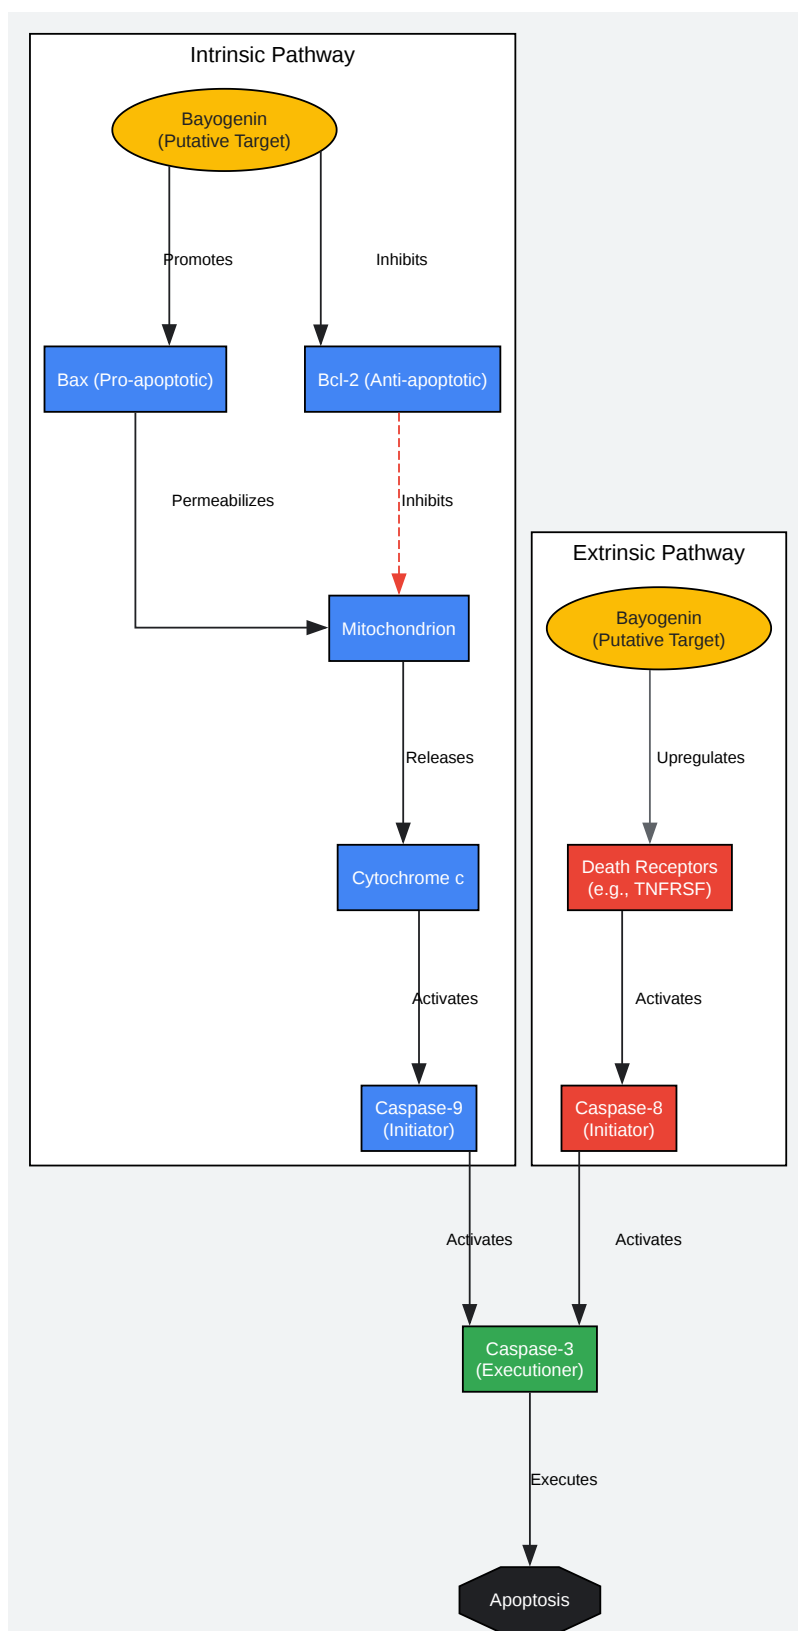 Intrinsic Pathway
Bayogenin
(Putative Target)
Promotes
Inhibits
Bax (Pro-apoptotic)
Bcl-2 (Anti-apoptotic)
Permeabilizes
Inhibits
Mitochondrion
Releases
Cytochrome c
Activates
Caspase-9
(Initiator)
Extrinsic Pathway
Bayogenin
(Putative Target)
Upregulates
Death Receptors
(e.g., TNFRSF)
Activates
Caspase-8
(Initiator)
Activates
Activates
Caspase-3
(Executioner)
Executes
Apoptosis